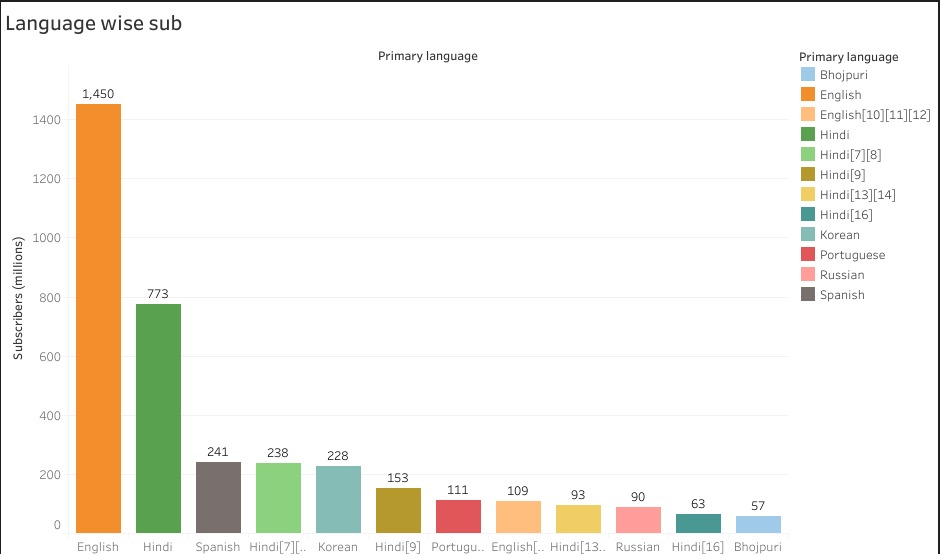 Language wise sub
Primary language
Subscribers (millions)
1400
1200
1000
800
600
400
200
0
1,450
773
241
238
228
153
111
109
93
90
63
57
English
Hindi
Spanish
Hindi[7][..
Korean
Hindi[9]
Portugu..
English[..
Hindi[13..
Russian
Hindi[16]
Bhojpuri
Primary language
Bhojpuri
English
English[10][11][12]
Hindi
Hindi[7][8]
Hindi[9]
Hindi[13][14]
Hindi[16]
Korean
Portuguese
Russian
Spanish